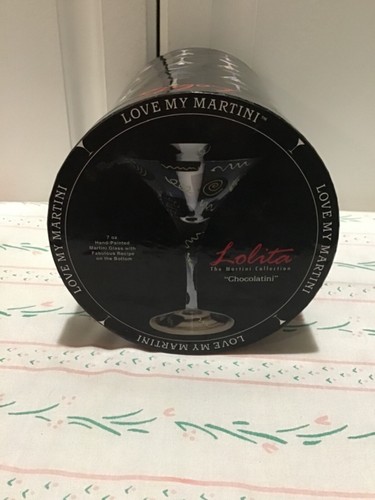 LOVE MY MARTINI™
LOVE MY MARTINI
LOVE MY MARTINI
7 oz
Hand-Painted
Martini Glass with
Fabulous Recipe
on the Bottom
Lolita
The Martini Collection
"Chocolatini"
LOVE MY MARTINI